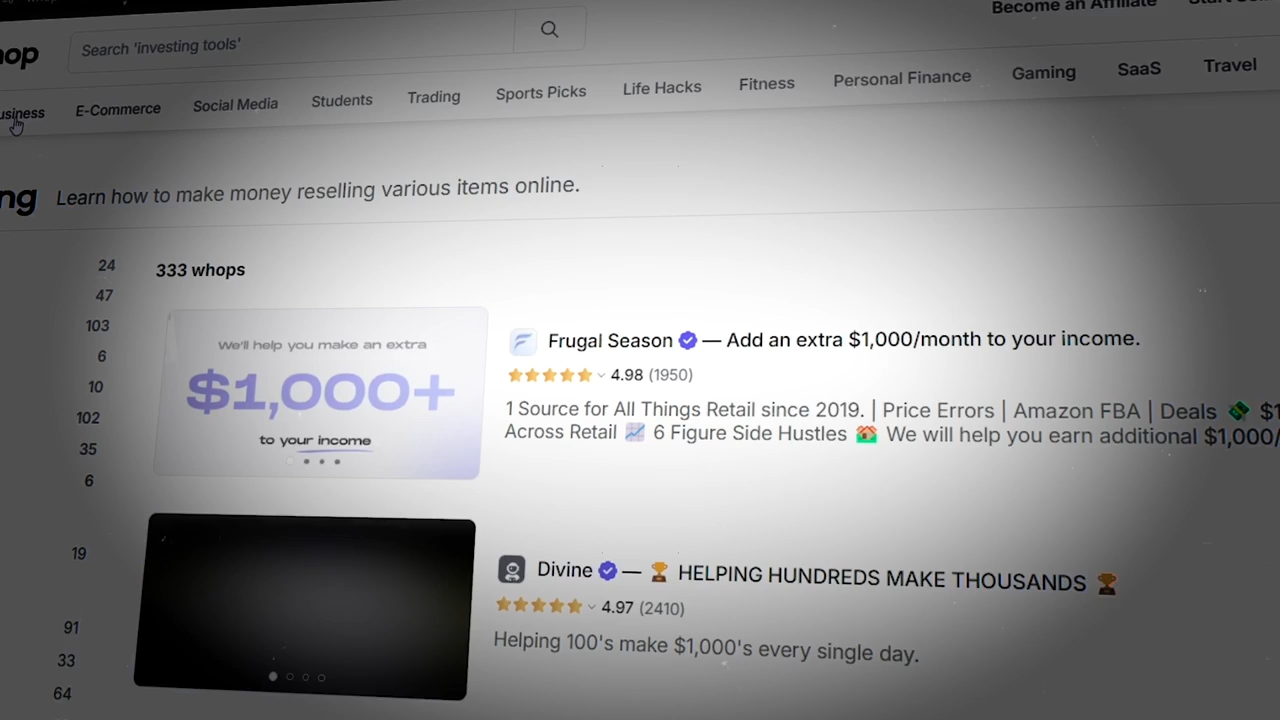 Become an Affiliate
Search 'investing tools'
E-Commerce Social Media Students Trading Sports Picks Life Hacks Fitness Personal Finance Gaming SaaS Travel
Learn how to make money reselling various items online.
24
333 whops
47
103
6
10
102
35
6
19
91
33
64
We'll help you make an extra
$1,000+
to your income
Frugal Season — Add an extra $1,000/month to your income.
4.98 (1950)
1 Source for All Things Retail since 2019. | Price Errors | Amazon FBA | Deals 💸
Across Retail 📈 6 Figure Side Hustles 🏠 We will help you earn additional $1,000/
Divine — 🏆 HELPING HUNDREDS MAKE THOUSANDS 🏆
4.97 (2410)
Helping 100's make $1,000's every single day.